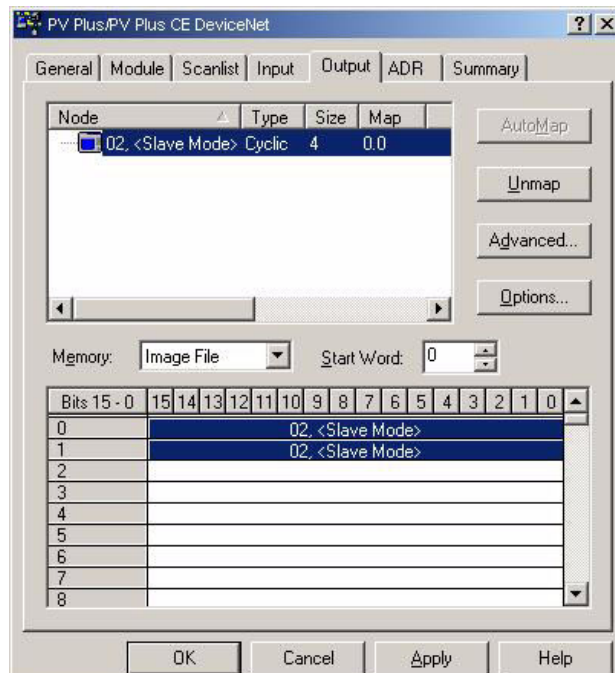 PV Plus/PV Plus CE DeviceNet
General Module Scanlist Input Output ADR Summary
Node Type Size Map
02, <Slave Mode> Cyclic 4 0.0
AutoMap
Unmap
Advanced...
Options...
Memory: Image File Start Word: 0
Bits 15 - 0 15 14 13 12 11 10 9 8 7 6 5 4 3 2 1 0
0 02, <Slave Mode>
1 02, <Slave Mode>
2
3
4
5
6
7
8
OK Cancel Apply Help